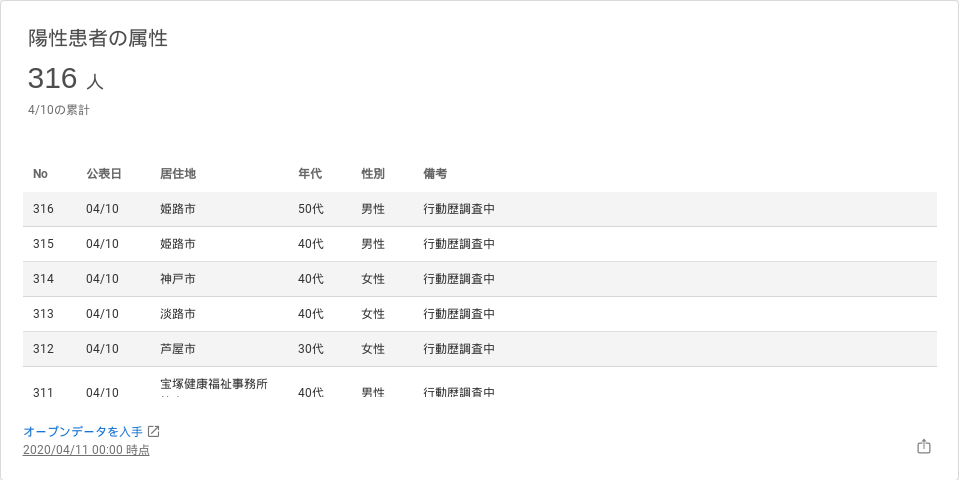 陽性患者の属性
316 人
4/10の累計
No 公表日 居住地 年代 性別 備考
316 04/10 姫路市 50代 男性 行動歴調査中
315 04/10 姫路市 40代 男性 行動歴調査中
314 04/10 神戸市 40代 女性 行動歴調査中
313 04/10 淡路市 40代 女性 行動歴調査中
312 04/10 芦屋市 30代 女性 行動歴調査中
311 04/10 宝塚健康福祉事務所 40代 男性 行動歴調査中
オープンデータを入手
2020/04/11 00:00 時点